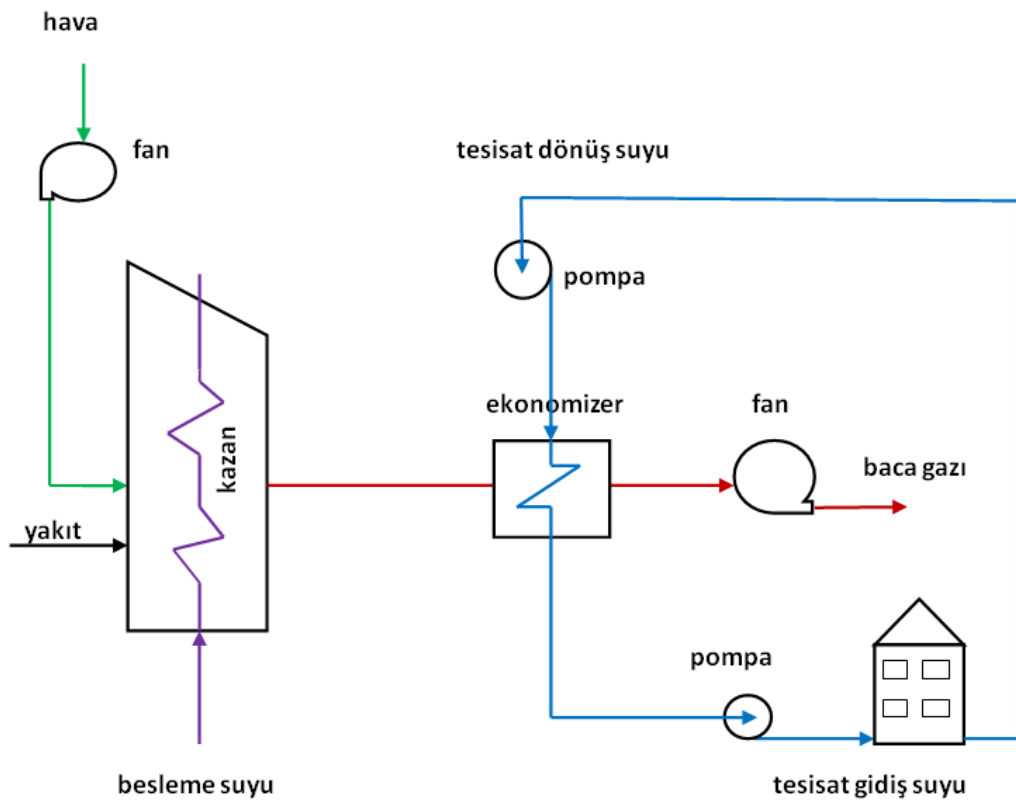 hava
fan
tesisat dönüş suyu
pompa
ekonomizer
fan
baca gazı
kazan
yakıt
pompa
besleme suyu
tesisat gidiş suyu